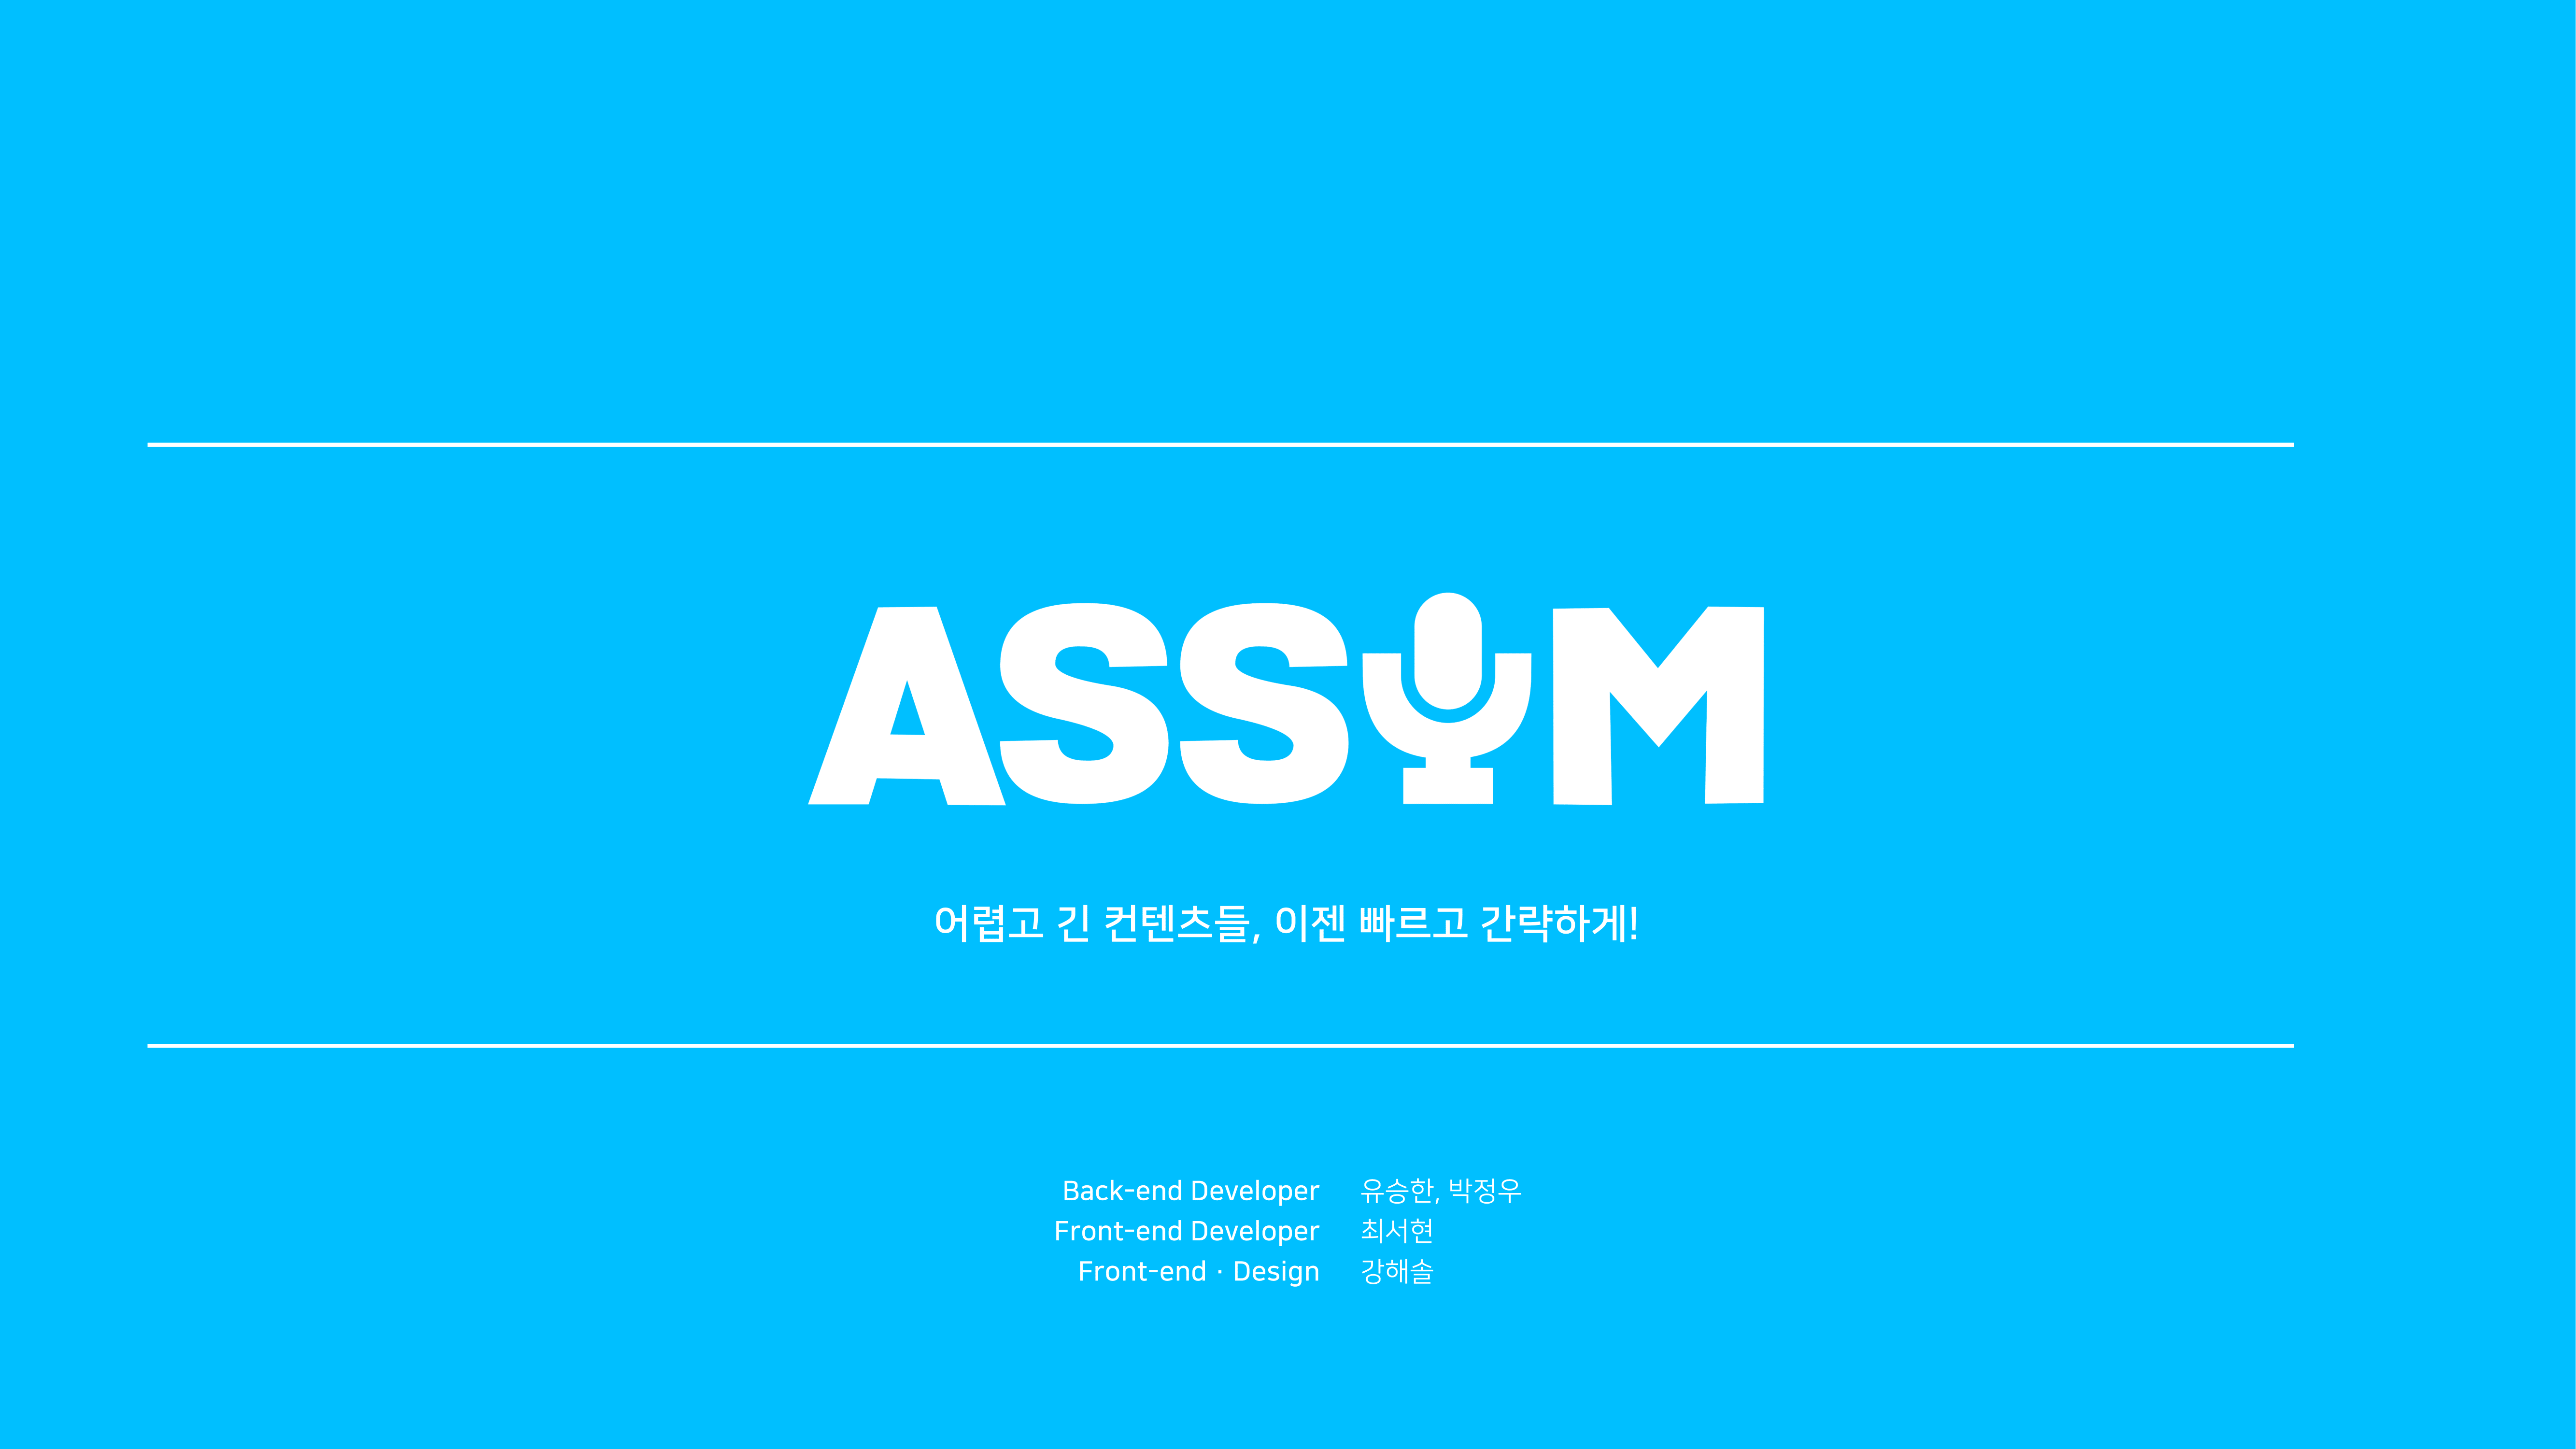 ASSUM
어렵고 긴 컨텐츠들, 이젠 빠르고 간략하게!
Back-end Developer 유승한, 박정우
Front-end Developer 최서현
Front-end · Design 강해솔